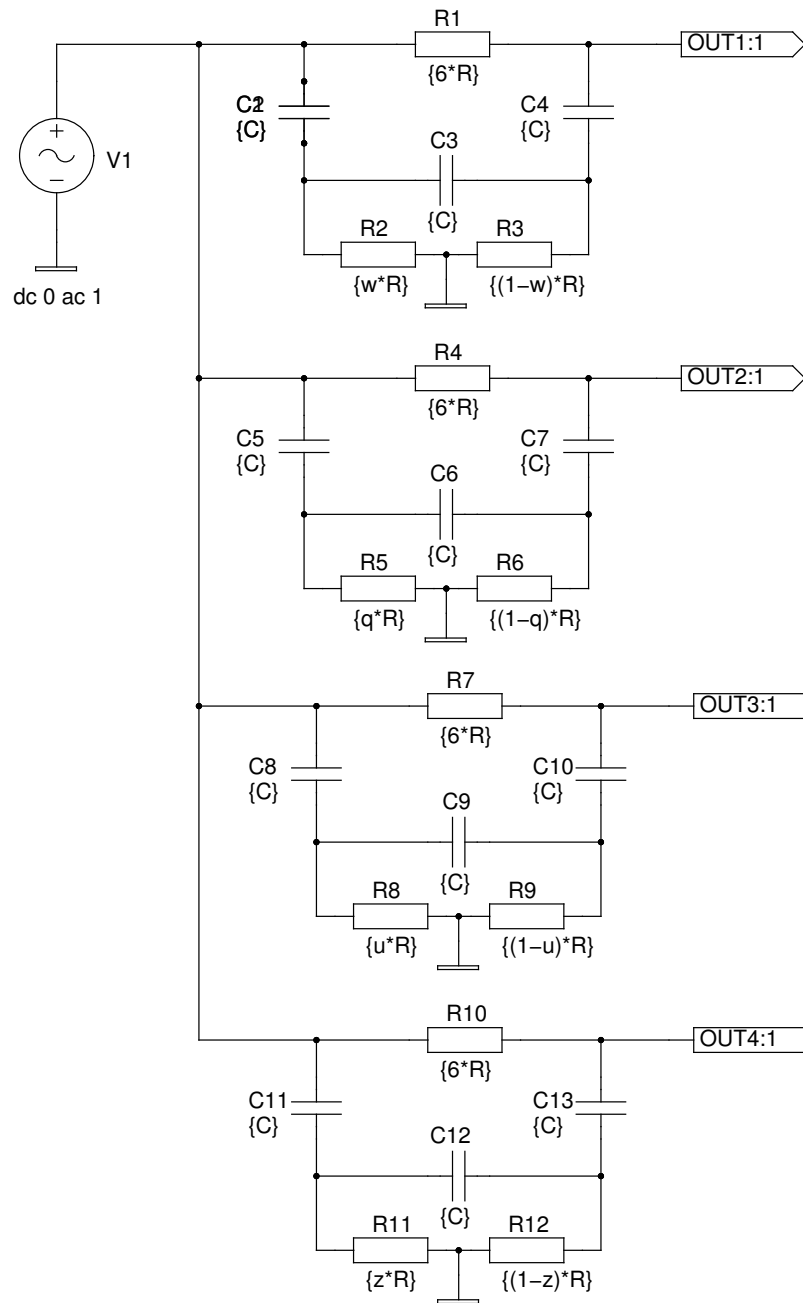 R1
OUT1:1
{6*R}
C4
{C}
{C}
C3
{C}
+
−
V1
R2
R3
{w*R}
{(1−w)*R}
dc 0 ac 1
R4
OUT2:1
{6*R}
C5
{C}
C7
{C}
C6
{C}
R5
R6
{q*R}
{(1−q)*R}
R7
OUT3:1
{6*R}
C8
{C}
C10
{C}
C9
{C}
R8
R9
{u*R}
{(1−u)*R}
R10
OUT4:1
{6*R}
C11
{C}
C13
{C}
C12
{C}
R11
R12
{z*R}
{(1−z)*R}